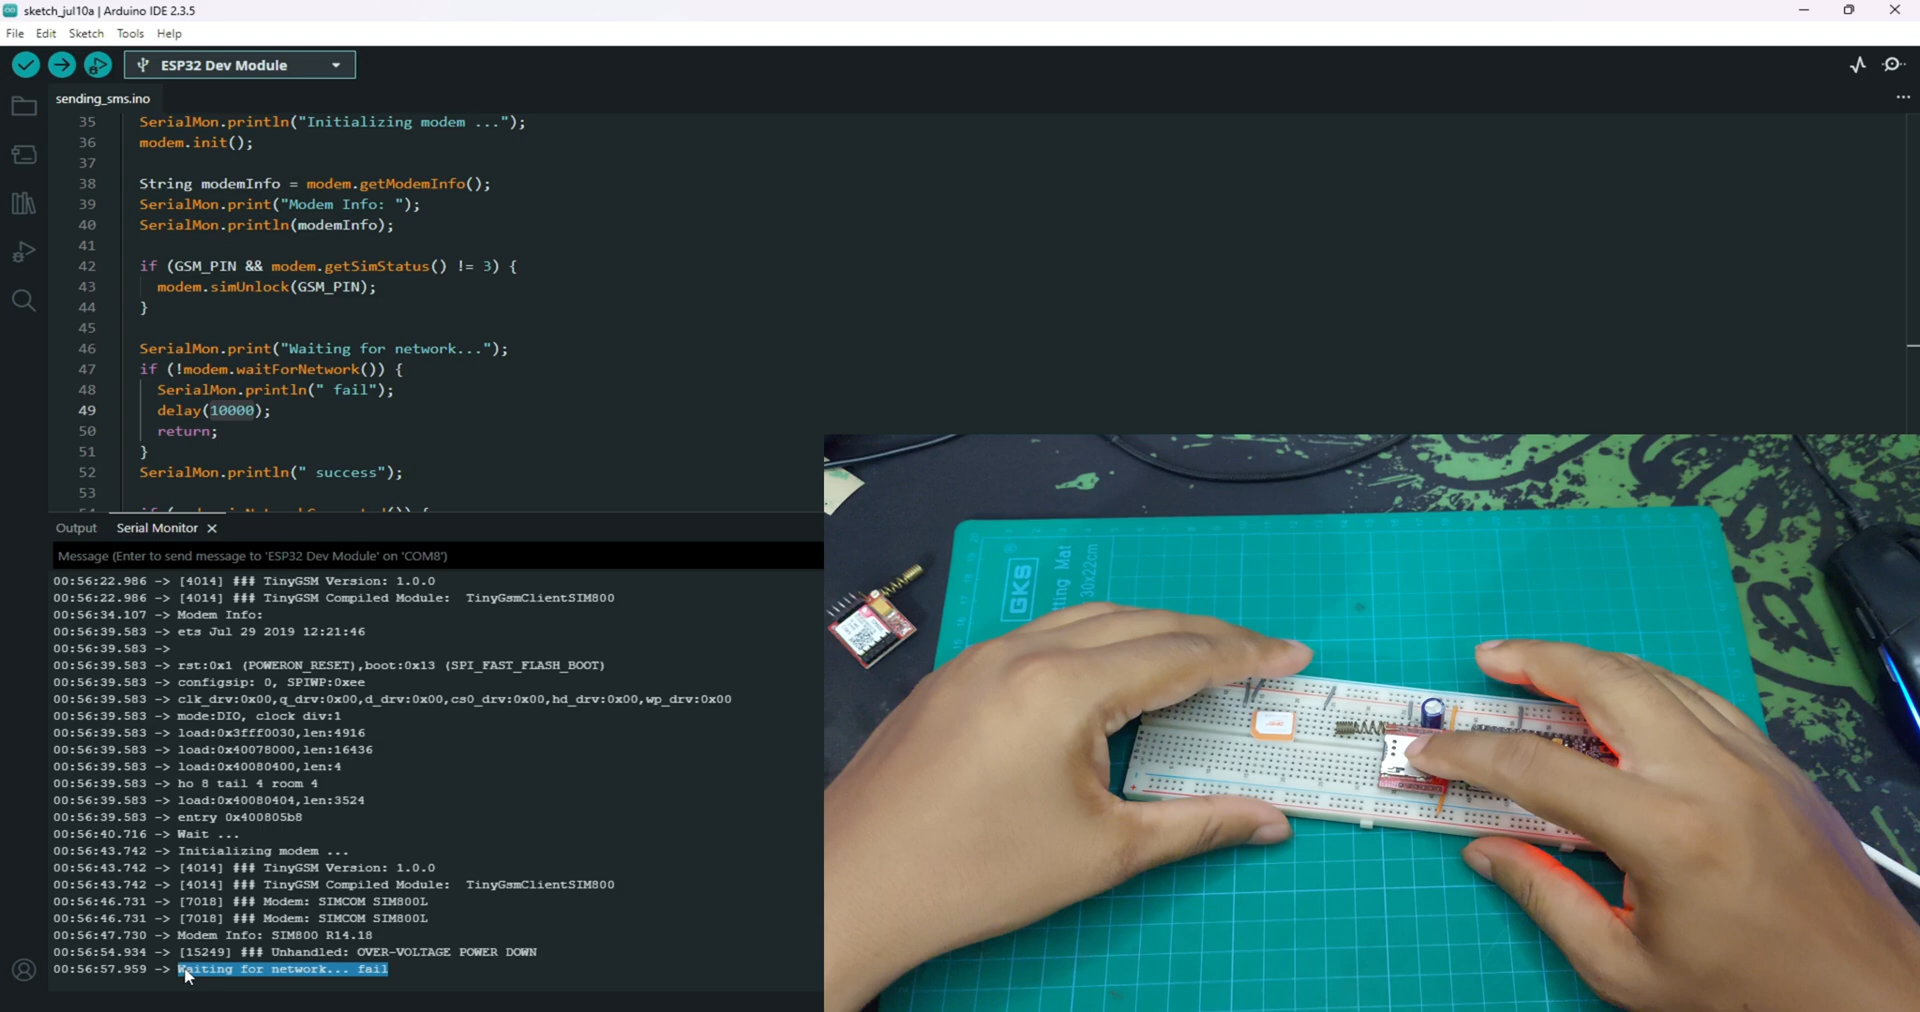 sketch_jul10a | Arduino IDE 2.3.5
File Edit Sketch Tools Help
ESP32 Dev Module
sending_sms.ino
35 SerialMon.println("Initializing modem ...");
36 modem.init();
37
38 String modemInfo = modem.getModemInfo();
39 SerialMon.print("Modem Info: ");
40 SerialMon.println(modemInfo);
41
42 if (GSM_PIN && modem.getSimStatus() != 3) {
43 modem.simUnlock(GSM_PIN);
44 }
45
46 SerialMon.print("Waiting for network...");
47 if (!modem.waitForNetwork()) {
48 SerialMon.println(" fail");
49 delay(10000);
50 return;
51 }
52 SerialMon.println(" success");
53
Output Serial Monitor
Message (Enter to send message to 'ESP32 Dev Module' on 'COM8')
00:56:22.986 -> [4014] ### TinyGSM Version: 1.0.0
00:56:22.986 -> [4014] ### TinyGSM Compiled Module:  TinyGsmClientSIM800
00:56:34.107 -> Modem Info:
00:56:39.583 -> ets Jul 29 2019 12:21:46
00:56:39.583 ->
00:56:39.583 -> rst:0x1 (POWERON_RESET),boot:0x13 (SPI_FAST_FLASH_BOOT)
00:56:39.583 -> configsip: 0, SPIWP:0xee
00:56:39.583 -> clk_drv:0x00,q_drv:0x00,d_drv:0x00,cs0_drv:0x00,hd_drv:0x00,wp_drv:0x00
00:56:39.583 -> mode:DIO, clock div:1
00:56:39.583 -> load:0x3fff0030,len:4916
00:56:39.583 -> load:0x40078000,len:16436
00:56:39.583 -> load:0x40080400,len:4
00:56:39.583 -> ho 8 tail 4 room 4
00:56:39.583 -> load:0x40080404,len:3524
00:56:39.583 -> entry 0x400805b8
00:56:40.716 -> Wait ...
00:56:43.742 -> Initializing modem ...
00:56:43.742 -> [4014] ### TinyGSM Version: 1.0.0
00:56:43.742 -> [4014] ### TinyGSM Compiled Module:  TinyGsmClientSIM800
00:56:46.731 -> [7018] ### Modem: SIMCOM SIM800L
00:56:46.731 -> [7018] ### Modem: SIMCOM SIM800L
00:56:47.730 -> Modem Info: SIM800 R14.18
00:56:54.934 -> [15249] ### Unhandled: OVER-VOLTAGE POWER DOWN
00:56:57.959 -> Waiting for network... fail
GKS
tting Mat
30x22cm